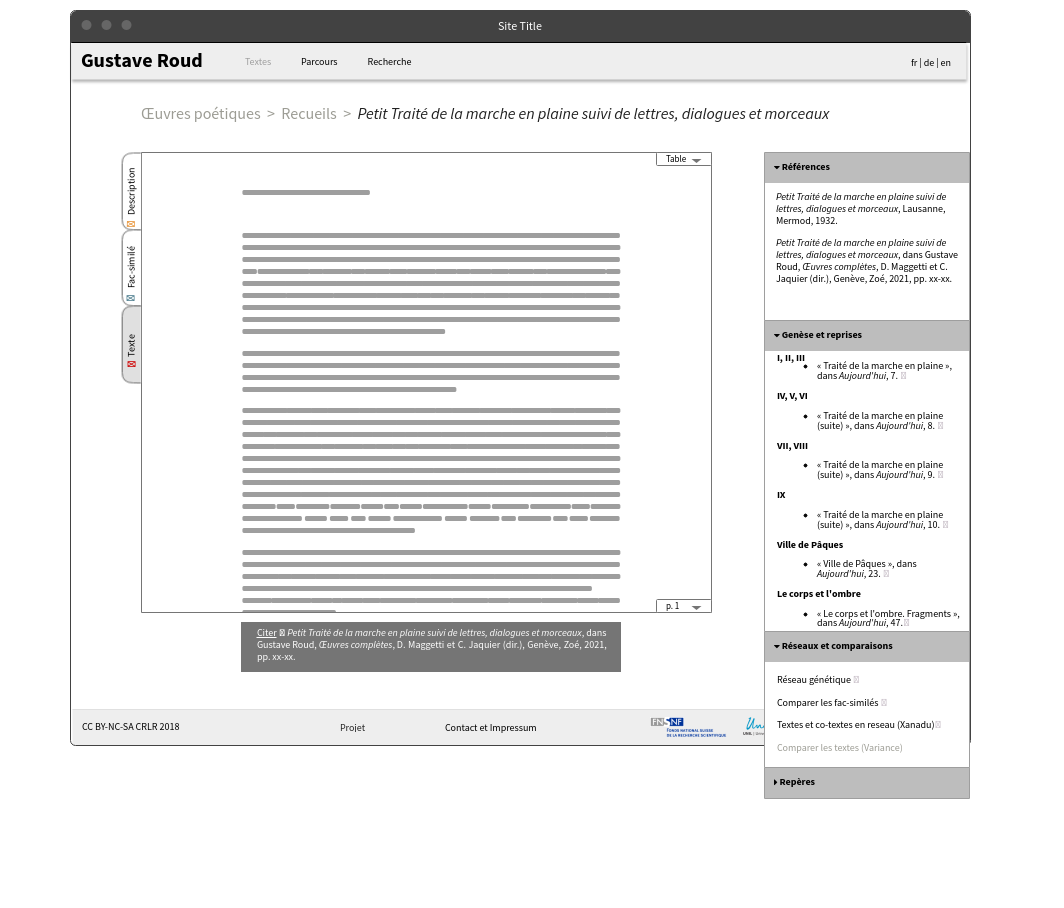 Site Title
Gustave Roud
Textes
Parcours
Recherche
fr | de | en
Œuvres poétiques > Recueils > Petit Traité de la marche en plaine suivi de lettres, dialogues et morceaux
Description
Fac-similé
Texte
Table
p. 1
Citer Petit Traité de la marche en plaine suivi de lettres, dialogues et morceaux, dans
Gustave Roud, Œuvres complètes, D. Maggetti et C. Jaquier (dir.), Genève, Zoé, 2021,
pp. xx-xx.
Références
Petit Traité de la marche en plaine suivi de
lettres, dialogues et morceaux, Lausanne,
Mermod, 1932.
Petit Traité de la marche en plaine suivi de
lettres, dialogues et morceaux, dans Gustave
Roud, Œuvres complètes, D. Maggetti et C.
Jaquier (dir.), Genève, Zoé, 2021, pp. xx-xx.
Genèse et reprises
I, II, III
« Traité de la marche en plaine »,
dans Aujourd'hui, 7.
IV, V, VI
« Traité de la marche en plaine
(suite) », dans Aujourd'hui, 8.
VII, VIII
« Traité de la marche en plaine
(suite) », dans Aujourd'hui, 9.
IX
« Traité de la marche en plaine
(suite) », dans Aujourd'hui, 10.
Ville de Pâques
« Ville de Pâques », dans
Aujourd'hui, 23.
Le corps et l'ombre
« Le corps et l'ombre. Fragments »,
dans Aujourd'hui, 47.
Réseaux et comparaisons
Réseau génétique
Comparer les fac-similés
Textes et co-textes en reseau (Xanadu)
Comparer les textes (Variance)
Repères
CC BY-NC-SA CRLR 2018
Projet
Contact et Impressum
FNSNF
FONDS NATIONAL SUISSE
DE LA RECHERCHE SCIENTIFIQUE